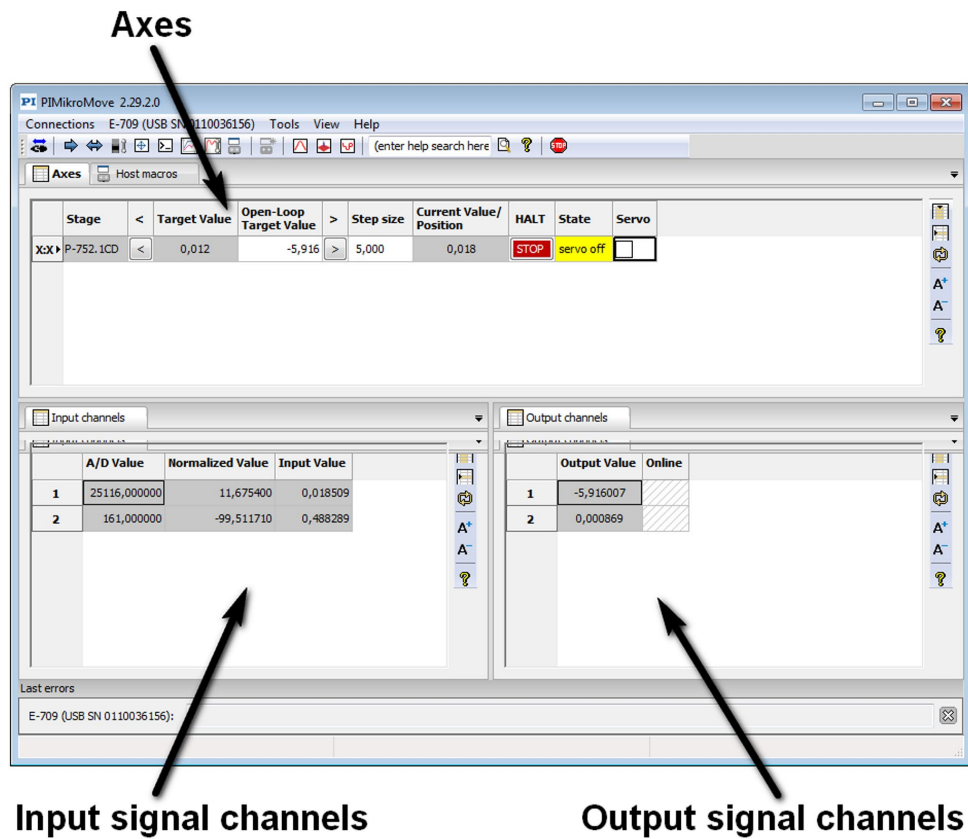 Axes
PI PIMikroMove 2.29.2.0
Connections E-709 (USB SN 0110036156) Tools View Help
(enter help search here ? STOP
Axes Host macros
Stage < Target Value Open-Loop Target Value > Step size Current Value/ Position HALT State Servo
X:X P-752.1CD < 0,012 -5,916 > 5,000 0,018 STOP servo off
A+
A-
?
Input channels
A/D Value Normalized Value Input Value
1 25116,000000 11,675400 0,018509
2 161,000000 -99,511710 0,488289
A+
A-
?
Output channels
Output Value Online
1 -5,916007
2 0,000869
A+
A-
?
Last errors
E-709 (USB SN 0110036156):
Input signal channels
Output signal channels